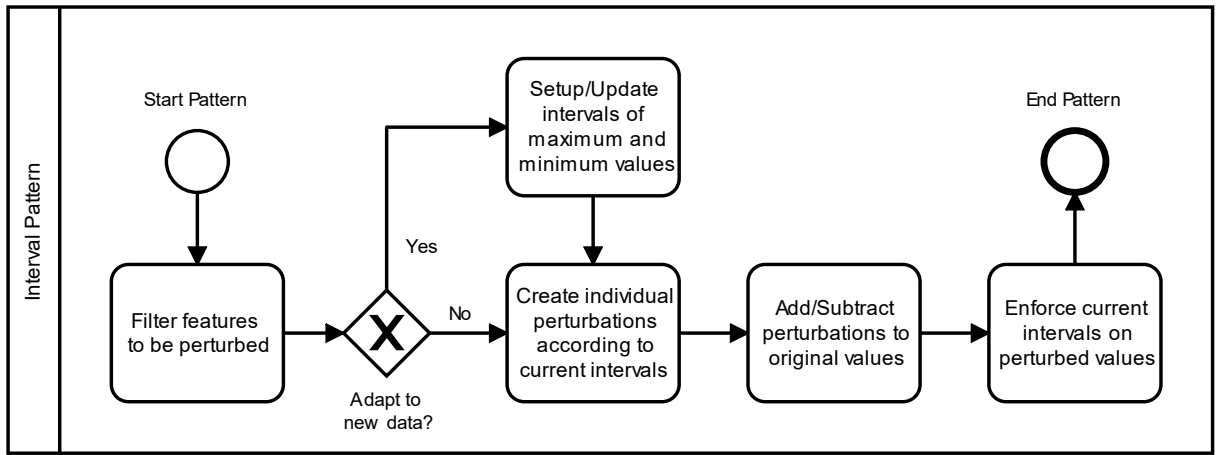 Interval Pattern
Start Pattern
Filter features
to be perturbed
Adapt to
new data?
Yes
No
Setup/Update
intervals of
maximum and
minimum values
Create individual
perturbations
according to
current intervals
Add/Subtract
perturbations to
original values
Enforce current
intervals on
perturbed values
End Pattern